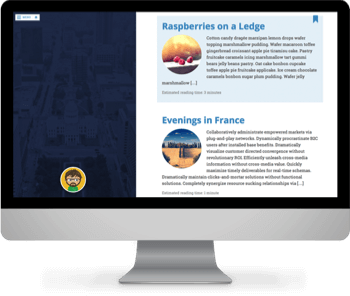 Raspberries on a Ledge
Cotton candy dragée marzipan lemon drops wafer
topping marshmallow pudding. Wafer macaroon toffee
gingerbread croissant apple pie tiramisu cake. Pastry
fruitcake caramels icing marshmallow tart gummi
bears jelly beans pastry. Oat cake bonbon cupcake
toffee apple pie fruitcake applicake. Ice cream chocolate
caramels bonbon sugar plum pudding. Wafer jelly
marshmallow [...]
Estimated reading time: 3 minutes
Evenings in France
Collaboratively administrate empowered markets via
plug-and-play networks. Dynamically procrastinate B2C
users after installed base benefits. Dramatically
visualize customer directed convergence without
revolutionary ROI. Efficiently unleash cross-media
information without cross-media value. Quickly
maximize timely deliverables for real-time schemas.
Dramatically maintain clicks-and-mortar solutions without functional
solutions. Completely synergize resource sucking relationships via [...]
Estimated reading time: 1 minute